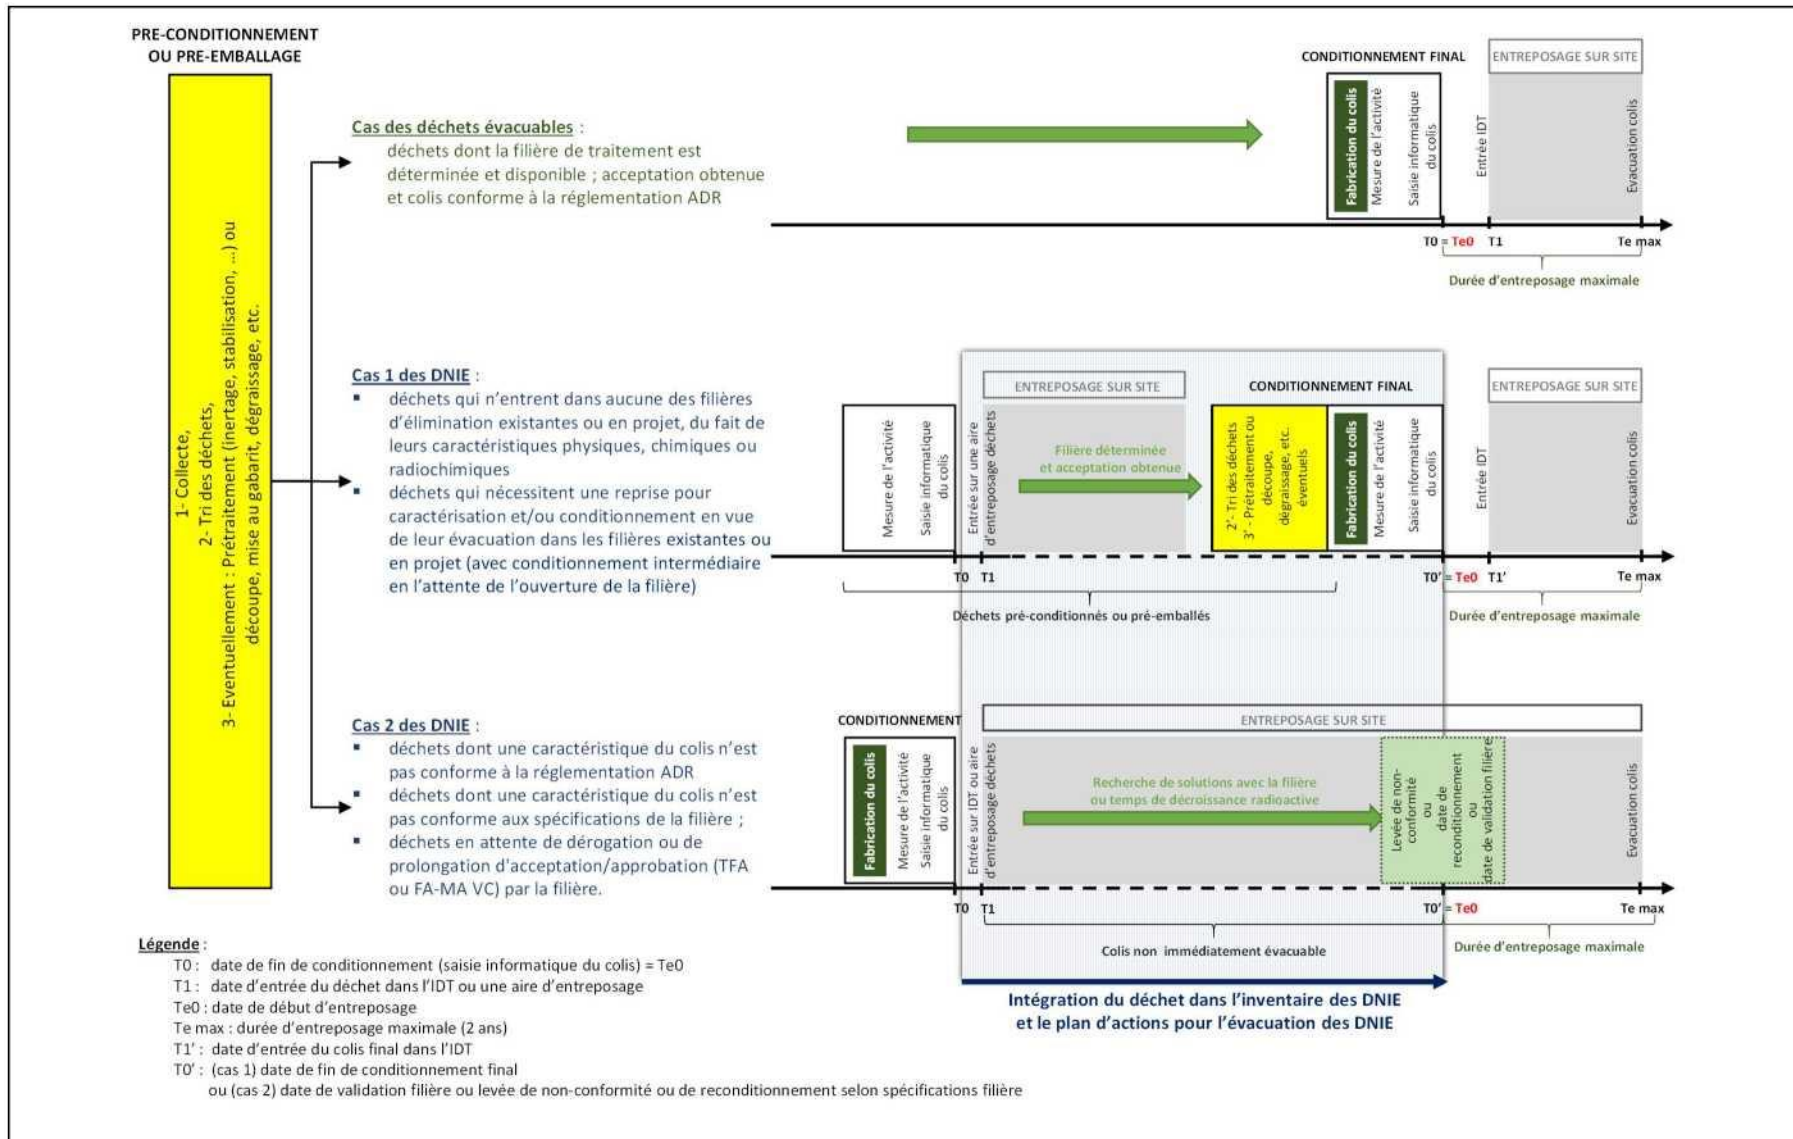 PRE-CONDITIONNEMENT
OU PRE-EMBALLAGE
1- Collecte,
2- Tri des déchets,
3- Eventuellement : Prétraitement (inertage, stabilisation, ...) ou
découpe, mise au gabarit, dégraissage, etc.
Cas des déchets évacuables :
déchets dont la filière de traitement est
déterminée et disponible ; acceptation obtenue
et colis conforme à la réglementation ADR
CONDITIONNEMENT FINAL
Fabrication du colis
Mesure de l'activité
Saisie informatique
du colis
Entrée IDT
ENTREPOSAGE SUR SITE
Evacuation colis
T0 = Te0
T1
Te max
Durée d'entreposage maximale
Cas 1 des DNIE :
▪ déchets qui n'entrent dans aucune des filières
d'élimination existantes ou en projet, du fait de
leurs caractéristiques physiques, chimiques ou
radiochimiques
▪ déchets qui nécessitent une reprise pour
caractérisation et/ou conditionnement en vue
de leur évacuation dans les filières existantes ou
en projet (avec conditionnement intermédiaire
en l'attente de l'ouverture de la filière)
Mesure de l'activité
Saisie informatique
du colis
Entrée sur une aire
d'entreposage déchets
ENTREPOSAGE SUR SITE
Filière déterminée
et acceptation obtenue
CONDITIONNEMENT FINAL
2'- Tri des déchets
3' - Prétraitement ou
découpe,
dégraissage, etc.
éventuels
Fabrication du colis
Mesure de l'activité
Saisie informatique
du colis
Entrée IDT
ENTREPOSAGE SUR SITE
Evacuation colis
T0
T1
T0' = Te0
T1'
Te max
Déchets pré-conditionnés ou pré-emballés
Durée d'entreposage maximale
Cas 2 des DNIE :
▪ déchets dont une caractéristique du colis n'est
pas conforme à la réglementation ADR
▪ déchets dont une caractéristique du colis n'est
pas conforme aux spécifications de la filière ;
▪ déchets en attente de dérogation ou de
prolongation d'acceptation/approbation (TFA
ou FA-MA VC) par la filière.
CONDITIONNEMENT
Fabrication du colis
Mesure de l'activité
Saisie informatique
du colis
Entrée sur IDT ou aire
d'entreposage déchets
ENTREPOSAGE SUR SITE
Recherche de solutions avec la filière
ou temps de décroissance radioactive
Levée de non-
conformité
ou
date de
reconditionnement
ou
date de validation filière
Evacuation colis
T0
T1
T0' = Te0
Te max
Colis non immédiatement évacuable
Durée d'entreposage maximale
Intégration du déchet dans l'inventaire des DNIE
et le plan d'actions pour l'évacuation des DNIE
Légende :
T0 : date de fin de conditionnement (saisie informatique du colis) = Te0
T1 : date d'entrée du déchet dans l'IDT ou une aire d'entreposage
Te0 : date de début d'entreposage
Te max : durée d'entreposage maximale (2 ans)
T1' : date d'entrée du colis final dans l'IDT
T0' : (cas 1) date de fin de conditionnement final
ou (cas 2) date de validation filière ou levée de non-conformité ou de reconditionnement selon spécifications filière